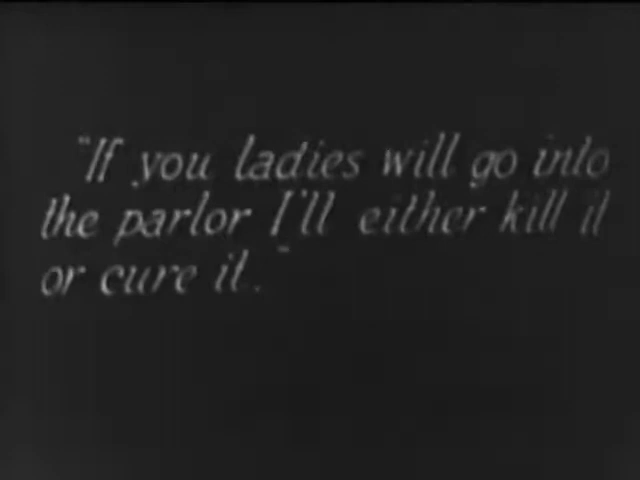 "If you ladies will go into
the parlor I'll either kill it
or cure it."